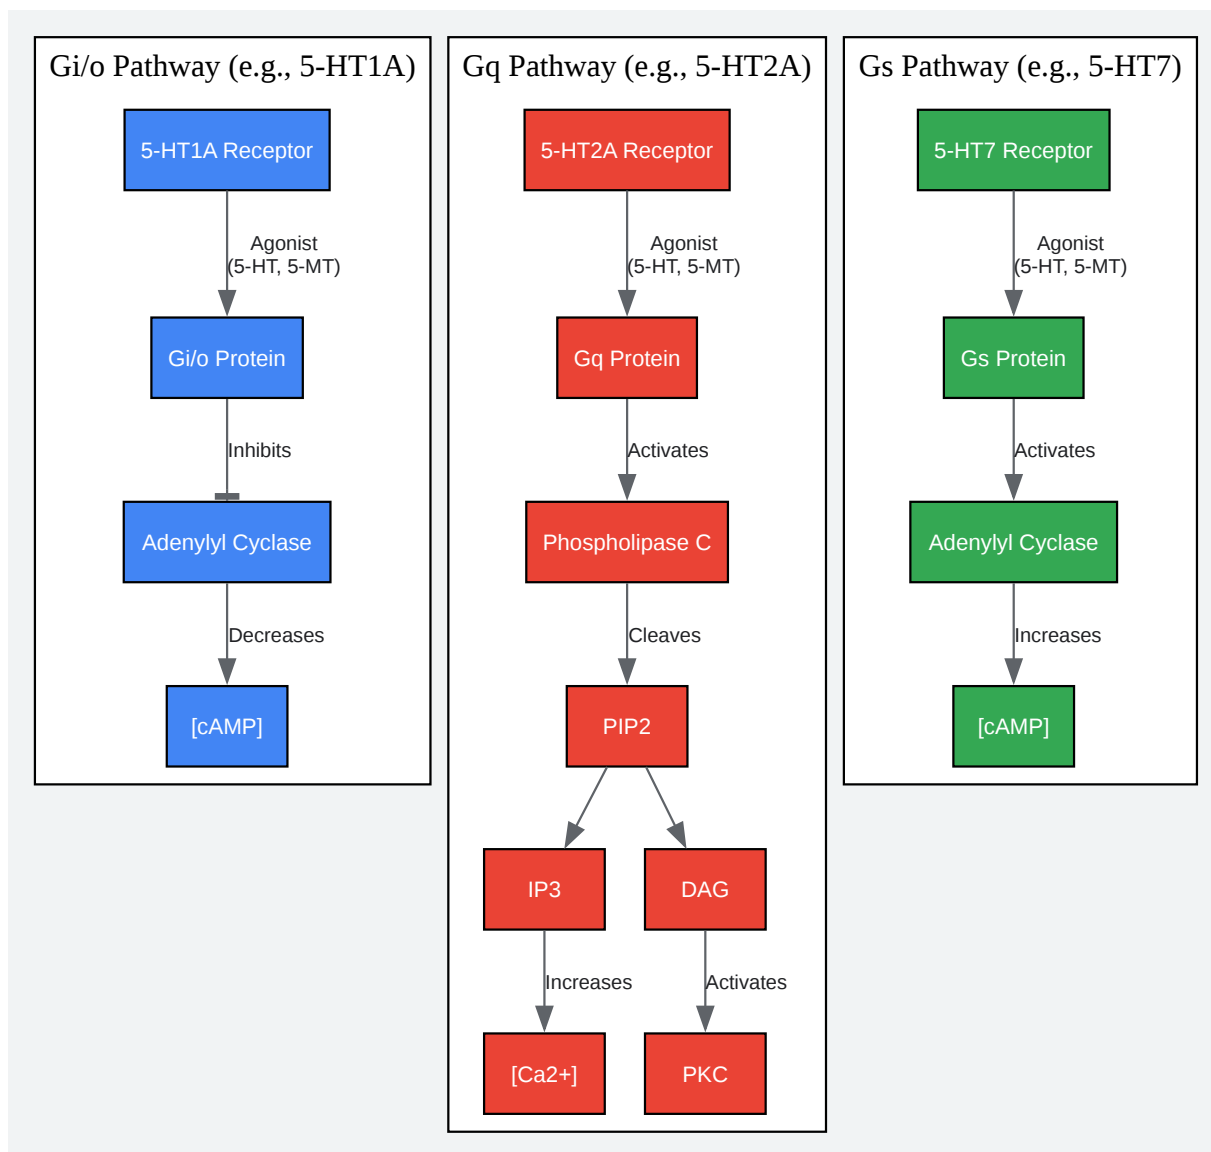 Gi/o Pathway (e.g., 5-HT1A)
5-HT1A Receptor
Agonist
(5-HT, 5-MT)
Gi/o Protein
Inhibits
Adenylyl Cyclase
Decreases
[cAMP]
Gq Pathway (e.g., 5-HT2A)
5-HT2A Receptor
Agonist
(5-HT, 5-MT)
Gq Protein
Activates
Phospholipase C
Cleaves
PIP2
IP3
DAG
Increases
Activates
[Ca2+]
PKC
Gs Pathway (e.g., 5-HT7)
5-HT7 Receptor
Agonist
(5-HT, 5-MT)
Gs Protein
Activates
Adenylyl Cyclase
Increases
[cAMP]